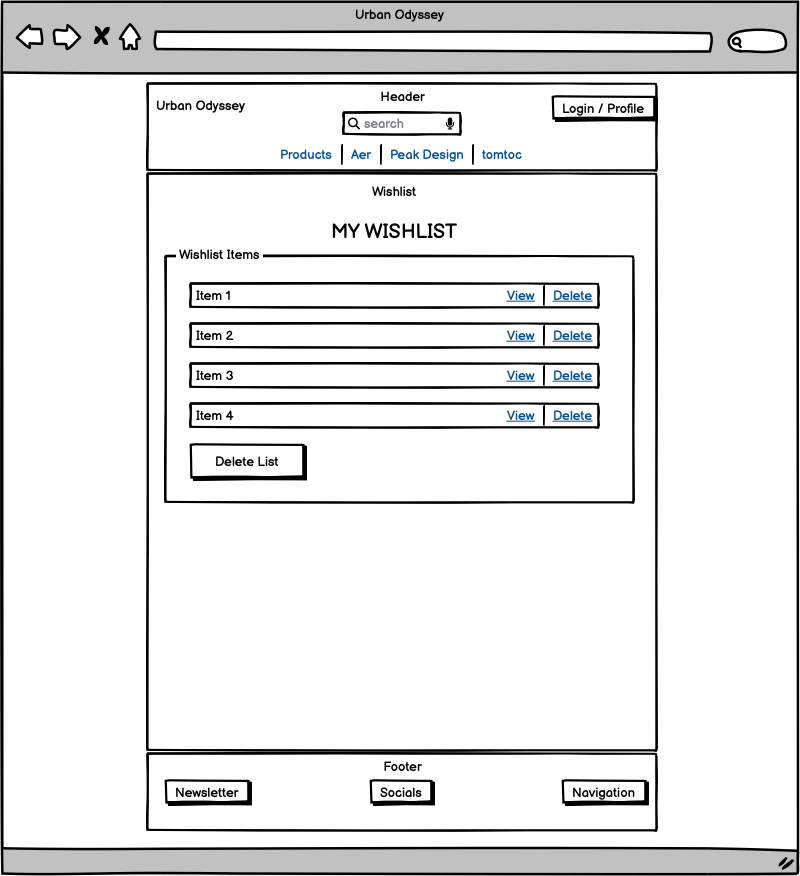 Urban Odyssey
Header
Urban Odyssey
Login / Profile
search
Products Aer Peak Design tomtoc
Wishlist
MY WISHLIST
Wishlist Items
Item 1 View Delete
Item 2 View Delete
Item 3 View Delete
Item 4 View Delete
Delete List
Footer
Newsletter Socials Navigation